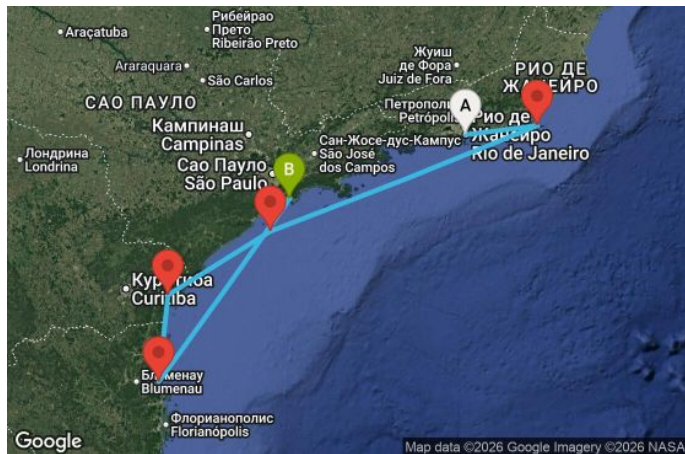 Рибейрао
Прето
Ribeirão Preto
Araçatuba
Araraquara
São Carlos
Жуиш
де Фора
Juiz de Fora
РИО ДЕ
ЖАНЕЙРО
САО ПАУЛО
Петрополис
Petrópolis
A
Кампинаш
Campinas
Рио де
Жанейро
Rio de Janeiro
Сан-Жосе-дус-Кампус
São José
dos Campos
Лондрина
Londrina
Сао Пауло
São Paulo
B
Куритиба
Curitiba
Блуменау
Blumenau
Флорианополис
Florianópolis
Google
Map data ©2026 Google Imagery ©2026 NASA